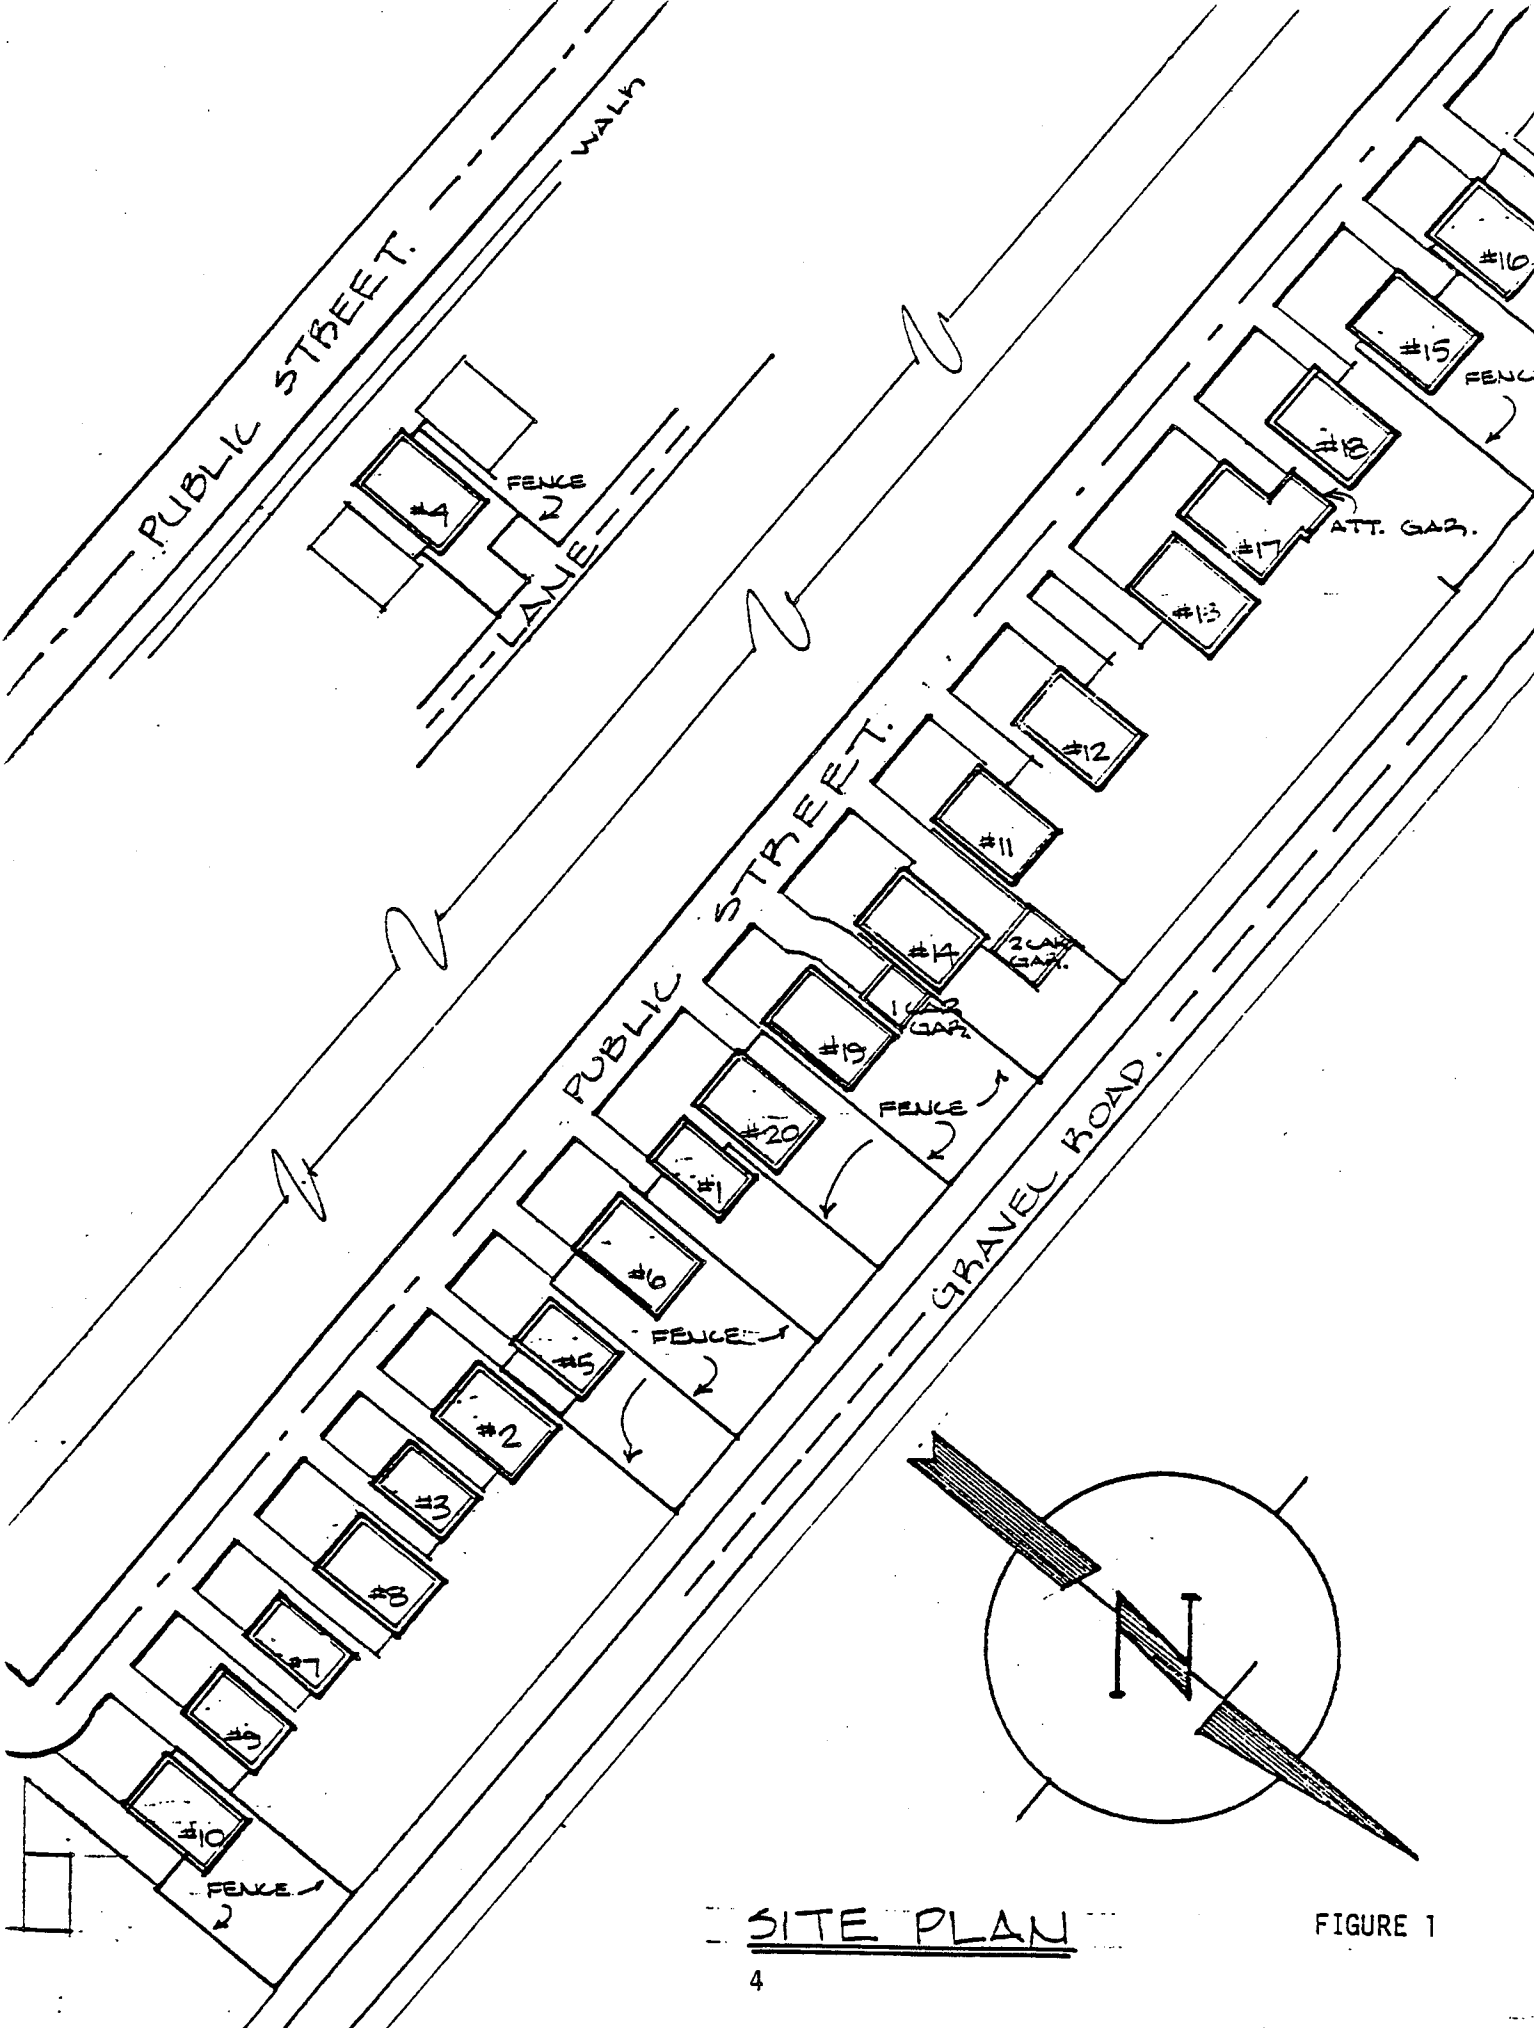 WALK
PUBLIC STREET.
#16
#15
FENC
#18
#4
FENCE
ATT. GAR.
#17
LANE
#13
#12
PUBLIC STREET.
#11
#14
2 CAR
GAR.
1 CAR
GAR.
#19
FENCE
#20
#1
GRAVEL ROAD.
#6
FENCE
#5
#2
#3
#8
#7
#9
#10
FENCE
N
SITE PLAN
FIGURE 1
4